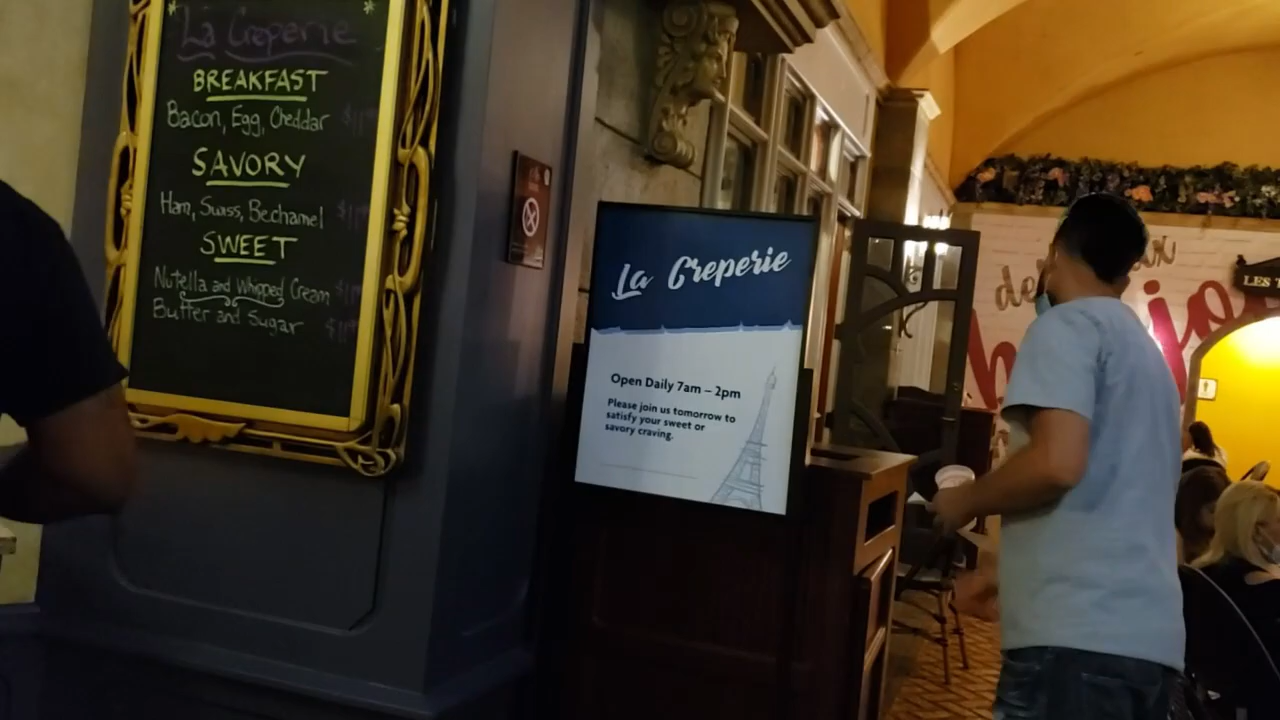 La Creperie
BREAKFAST
Bacon, Egg, Cheddar
SAVORY
Ham, Swiss, Bechamel
SWEET
Nutella and Whipped Cream
Butter and Sugar
La Creperie
Open Daily 7am – 2pm
Please join us tomorrow to
satisfy your sweet or
savory craving.
LES